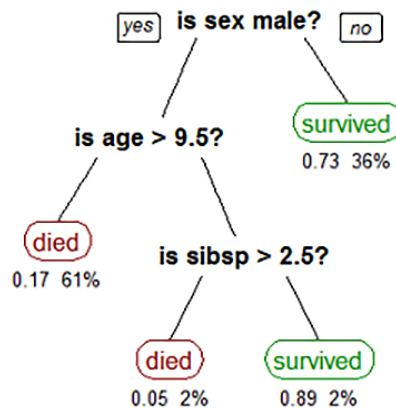 yes is sex male? no
is age > 9.5?
survived
0.73 36%
died
0.17 61%
is sibsp > 2.5?
died survived
0.05 2% 0.89 2%